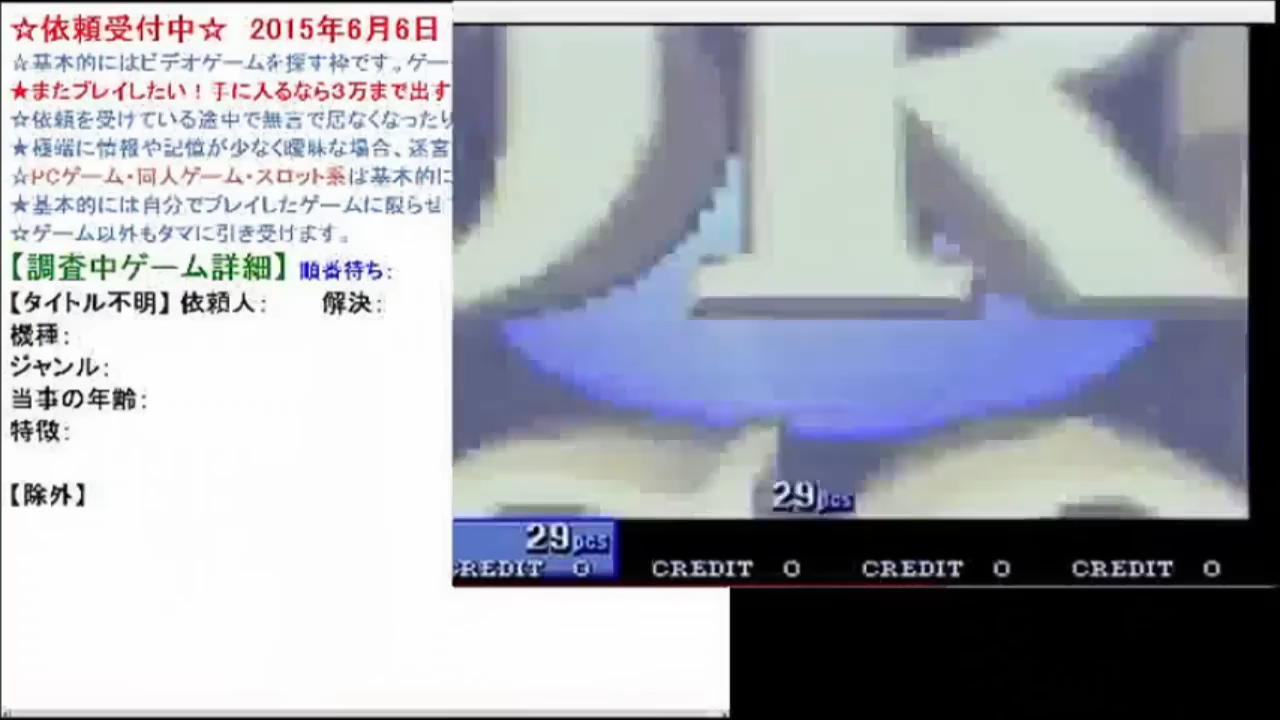 ☆依頼受付中☆ 2015年6月6日
☆基本的にはビデオゲームを探す枠です。ゲー
★またプレイしたい！手に入るなら3万まで出す
☆依頼を受けている途中で無言で居なくなったり
★極端に情報や記憶が少なく曖昧な場合、迷宮
☆PCゲーム・同人ゲーム・スロット系は基本的に
★基本的には自分でプレイしたゲームに限らせ
☆ゲーム以外もタマに引き受けます。
【調査中ゲーム詳細】順番待ち：
【タイトル不明】依頼人： 解決：
機種：
ジャンル：
当事の年齢：
特徴：
【除外】
K
29pcs
29pcs
CREDIT 0 CREDIT 0 CREDIT 0 CREDIT 0